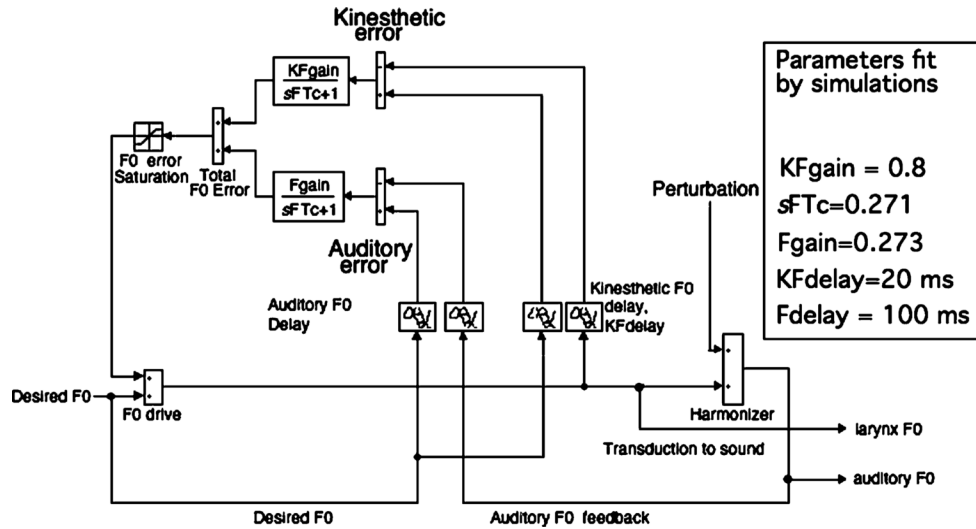 Kinesthetic
error
KFgain
sFTc+1
F0 error
Saturation
Total
F0 Error
Fgain
sFTc+1
Auditory
error
Auditory F0
Delay
Kinesthetic F0
delay,
KFdelay
Perturbation
Parameters fit
by simulations
KFgain = 0.8
sFTc=0.271
Fgain=0.273
KFdelay=20 ms
Fdelay = 100 ms
Desired F0
F0 drive
Harmonizer
larynx F0
Transduction to sound
auditory F0
Desired F0
Auditory F0 feedback